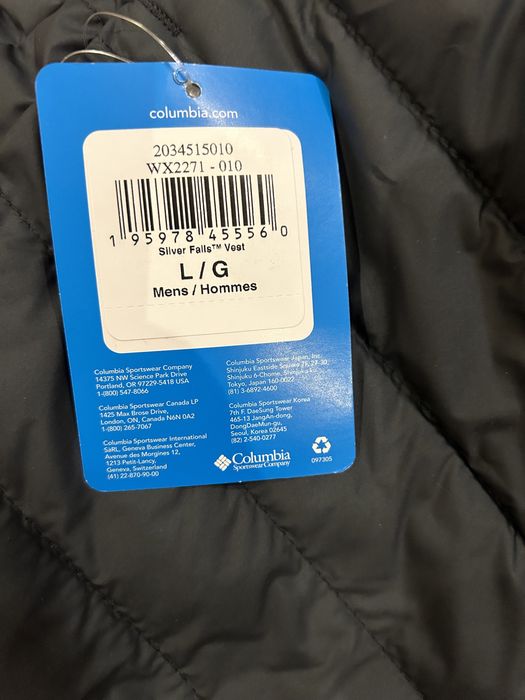 columbia.com
2034515010
WX2271 - 010
1 95978 45556 0
Silver Falls™ Vest
L / G
Mens / Hommes
Columbia Sportswear Company
14375 NW Science Park Drive
Portland, OR 97229-5418 USA
1-(800) 547-8066
Columbia Sportswear Canada LP
1425 Max Brose Drive,
London, ON, Canada N6N 0A2
1-(800) 265-7067
Columbia Sportswear International
SàRL, Geneva Business Center,
Avenue des Morgines 12,
1213 Petit-Lancy,
Geneva, Switzerland
(41) 22-870-90-00
Columbia Sportswear Japan, Inc.
Shinjuku Eastside Square 7F, 27-30
Shinjuku 6-Chome, Shinjuku-ku
Tokyo, Japan 160-0022
(81) 3-6892-4600
Columbia Sportswear Korea
7th F. DaeSung Tower
465-13 JangAn-dong,
DongDaeMun-gu,
Seoul, Korea 02645
(82) 2-540-0277
Columbia
Sportswear Company
097305